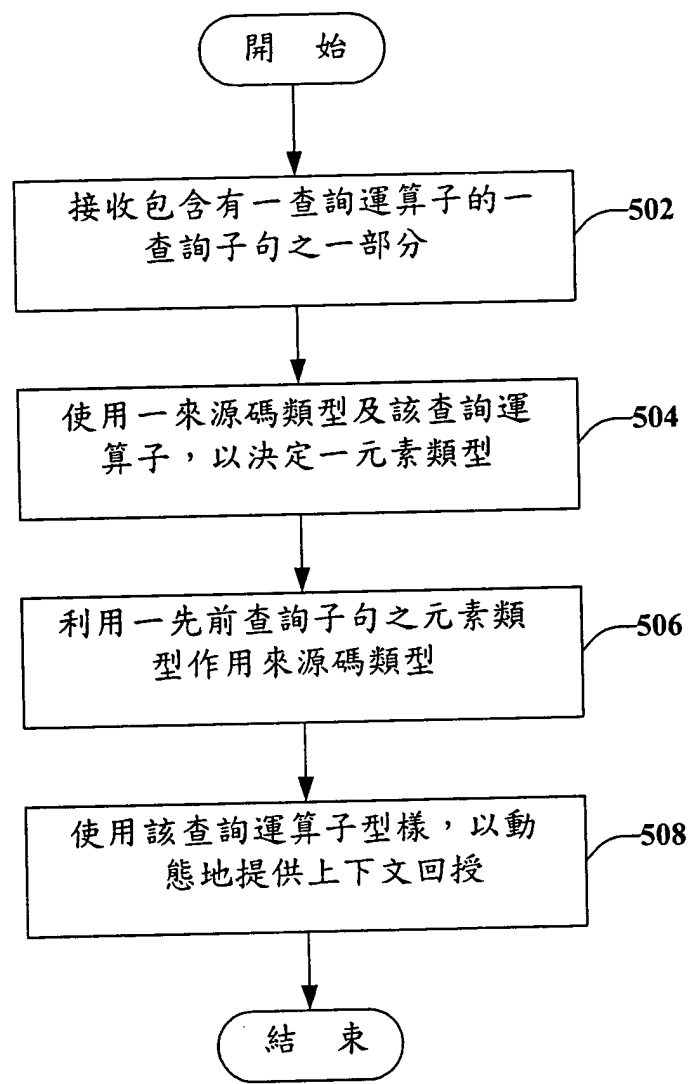 開 始
接收包含有一查詢運算子的一
查詢子句之一部分
502
使用一來源碼類型及該查詢運
算子，以決定一元素類型
504
利用一先前查詢子句之元素類
型作用來源碼類型
506
使用該查詢運算子型樣，以動
態地提供上下文回授
508
結 束